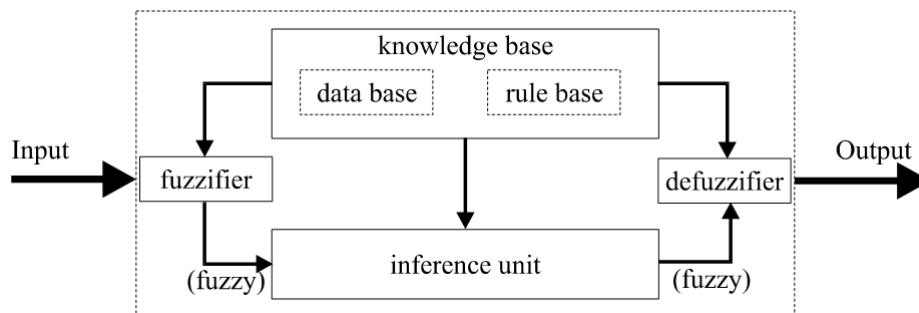 knowledge base
data base
rule base
Input
Output
fuzzifier
defuzzifier
inference unit
(fuzzy)
(fuzzy)